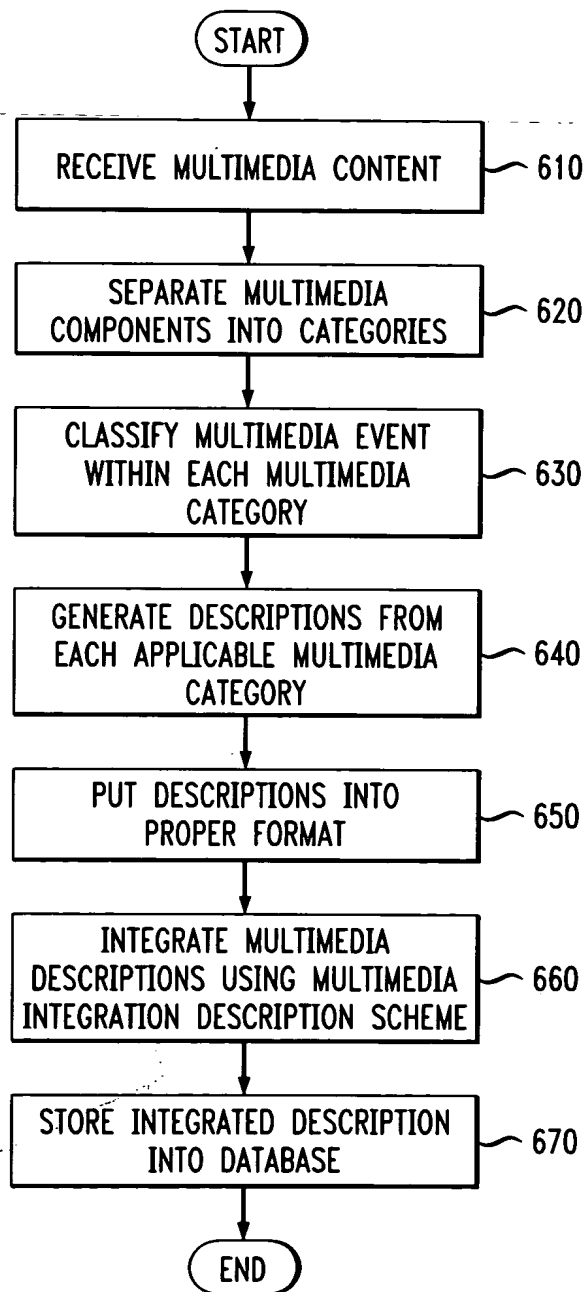 START
RECEIVE MULTIMEDIA CONTENT
610
SEPARATE MULTIMEDIA
COMPONENTS INTO CATEGORIES
620
CLASSIFY MULTIMEDIA EVENT
WITHIN EACH MULTIMEDIA
CATEGORY
630
GENERATE DESCRIPTIONS FROM
EACH APPLICABLE MULTIMEDIA
CATEGORY
640
PUT DESCRIPTIONS INTO
PROPER FORMAT
650
INTEGRATE MULTIMEDIA
DESCRIPTIONS USING MULTIMEDIA
INTEGRATION DESCRIPTION SCHEME
660
STORE INTEGRATED DESCRIPTION
INTO DATABASE
670
END